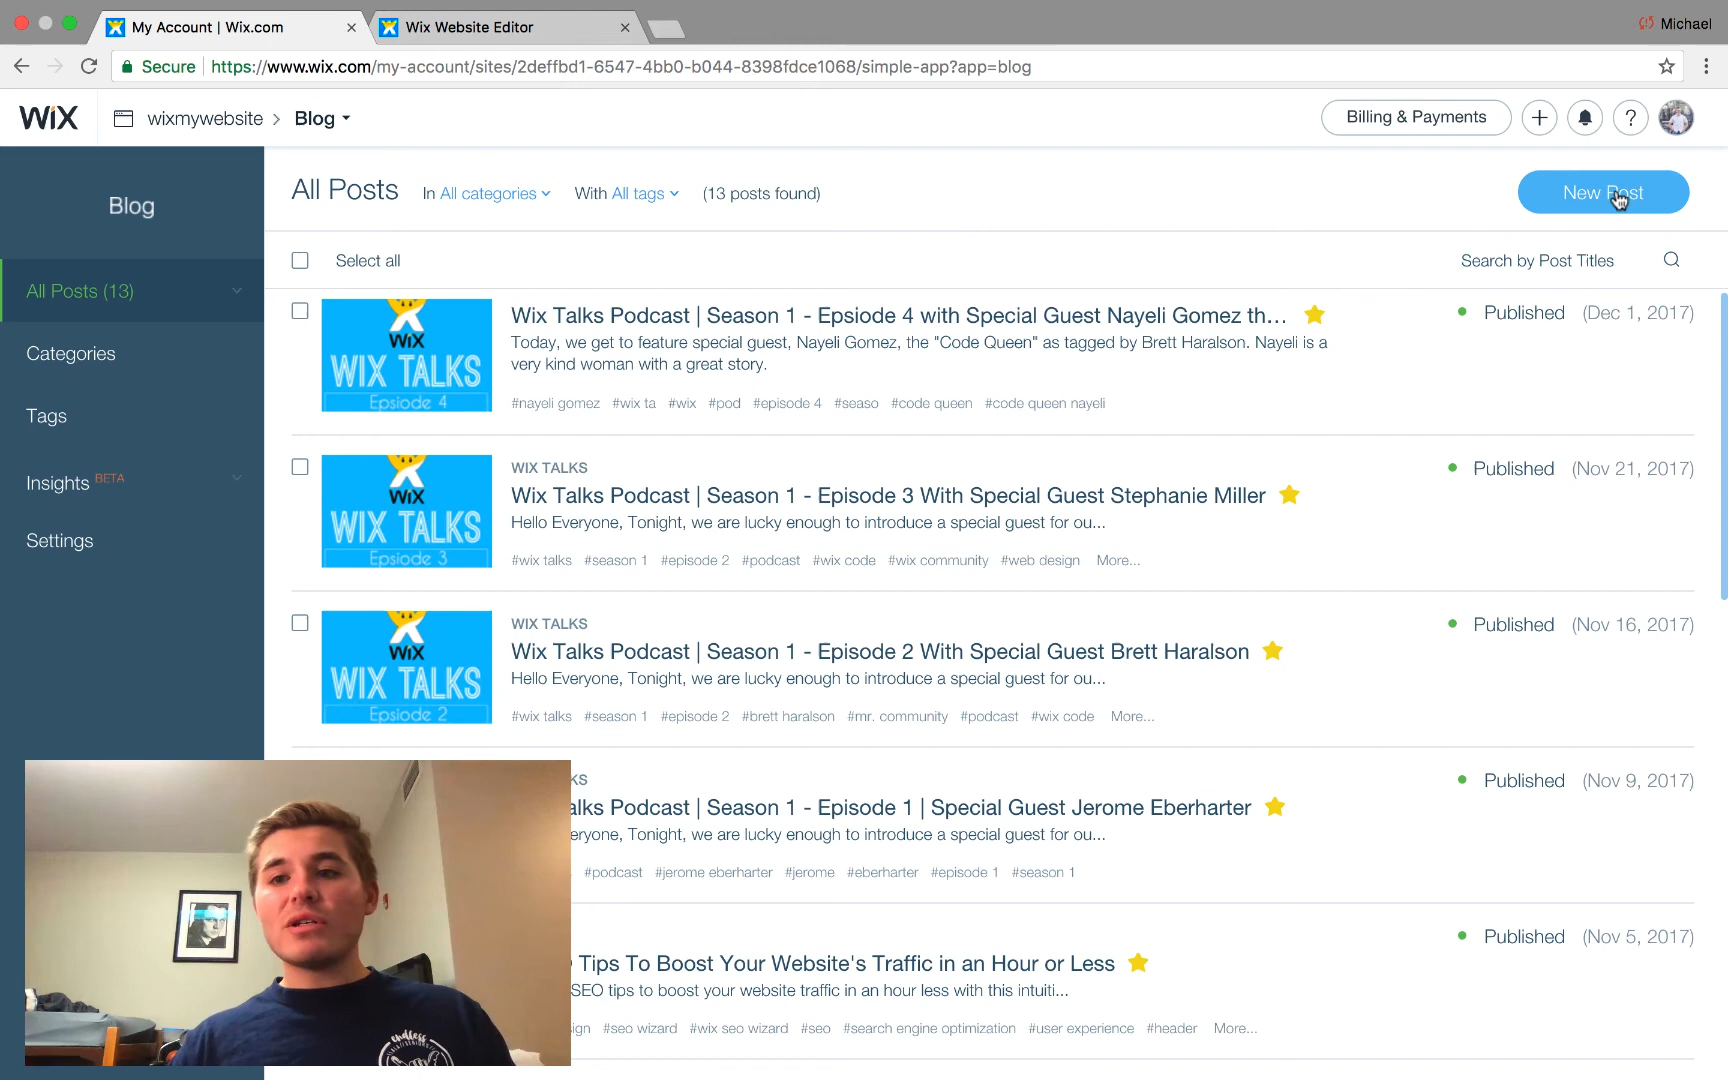 My Account | Wix.com
Wix Website Editor
Michael
Secure
https://www.wix.com/my-account/sites/2deffbd1-6547-4bb0-b044-8398fdce1068/simple-app?app=blog
WiX
wixmywebsite > Blog
Billing & Payments
?
Blog
All Posts
In All categories
With All tags
(13 posts found)
New Post
Select all
Search by Post Titles
All Posts (13)
Categories
Tags
Insights BETA
Settings
WiX
WIX TALKS
Epsiode 4
Wix Talks Podcast | Season 1 - Epsiode 4 with Special Guest Nayeli Gomez th...
Published (Dec 1, 2017)
Today, we get to feature special guest, Nayeli Gomez, the "Code Queen" as tagged by Brett Haralson. Nayeli is a
very kind woman with a great story.
#nayeli gomez #wix ta #wix #pod #episode 4 #seaso #code queen #code queen nayeli
WiX
WIX TALKS
Epsiode 3
WIX TALKS
Published (Nov 21, 2017)
Wix Talks Podcast | Season 1 - Episode 3 With Special Guest Stephanie Miller
Hello Everyone, Tonight, we are lucky enough to introduce a special guest for ou...
#wix talks #season 1 #episode 2 #podcast #wix code #wix community #web design More...
WiX
WIX TALKS
Epsiode 2
WIX TALKS
Published (Nov 16, 2017)
Wix Talks Podcast | Season 1 - Episode 2 With Special Guest Brett Haralson
Hello Everyone, Tonight, we are lucky enough to introduce a special guest for ou...
#wix talks #season 1 #episode 2 #brett haralson #mr. community #podcast #wix code More...
KS
Published (Nov 9, 2017)
alks Podcast | Season 1 - Episode 1 | Special Guest Jerome Eberharter
eryone, Tonight, we are lucky enough to introduce a special guest for ou...
#podcast #jerome eberharter #jerome #eberharter #episode 1 #season 1
Published (Nov 5, 2017)
Tips To Boost Your Website's Traffic in an Hour or Less
SEO tips to boost your website traffic in an hour less with this intuiti...
ign #seo wizard #wix seo wizard #seo #search engine optimization #user experience #header More...
endless